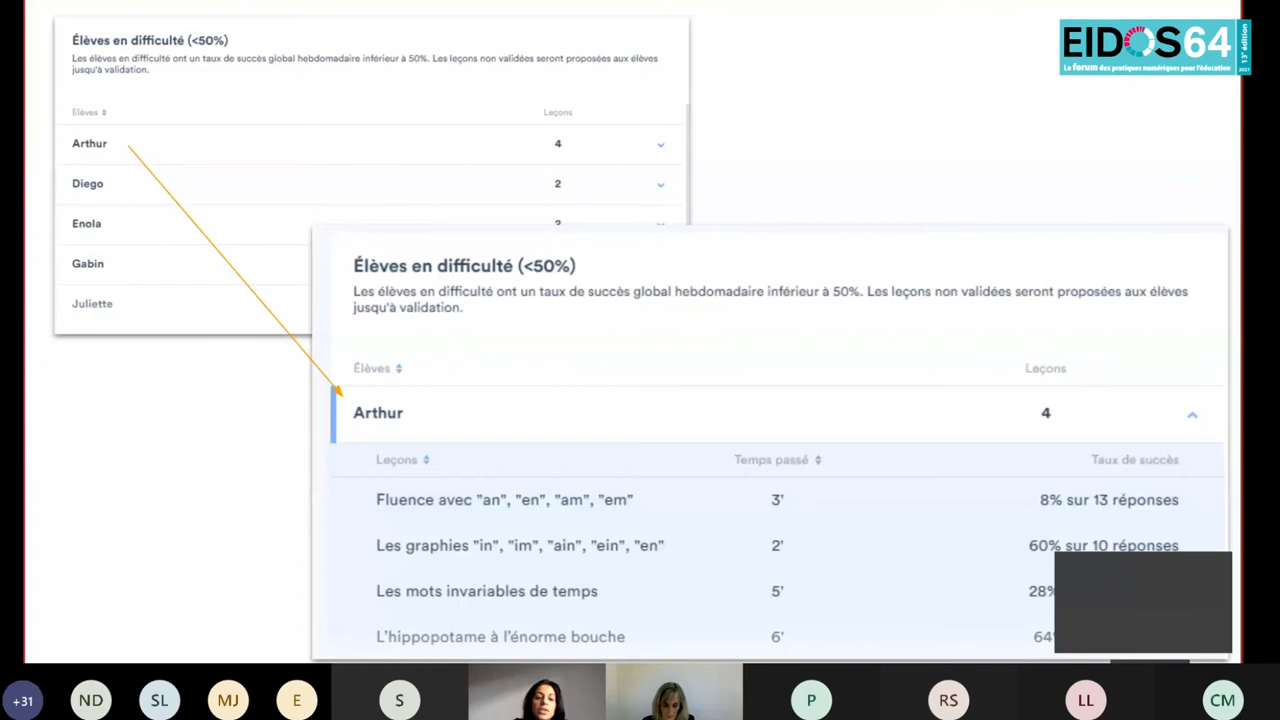 Élèves en difficulté (<50%)
Les élèves en difficulté ont un taux de succès global hebdomadaire inférieur à 50%. Les leçons non validées seront proposées aux élèves
jusqu'à validation.
Élèves
Leçons
Arthur
4
Diego
2
Enola
Gabin
Juliette
EIDOS64
Le forum des pratiques numériques pour l'éducation
13e édition
2021
Élèves en difficulté (<50%)
Les élèves en difficulté ont un taux de succès global hebdomadaire inférieur à 50%. Les leçons non validées seront proposées aux élèves
jusqu'à validation.
Élèves
Leçons
Arthur
4
Leçons
Temps passé
Taux de succès
Fluence avec "an", "en", "am", "em"
3'
8% sur 13 réponses
Les graphies "in", "im", "ain", "ein", "en"
2'
60% sur 10 réponses
Les mots invariables de temps
5'
28%
L'hippopotame à l'énorme bouche
6'
64
+31
ND
SL
MJ
E
S
P
RS
LL
CM